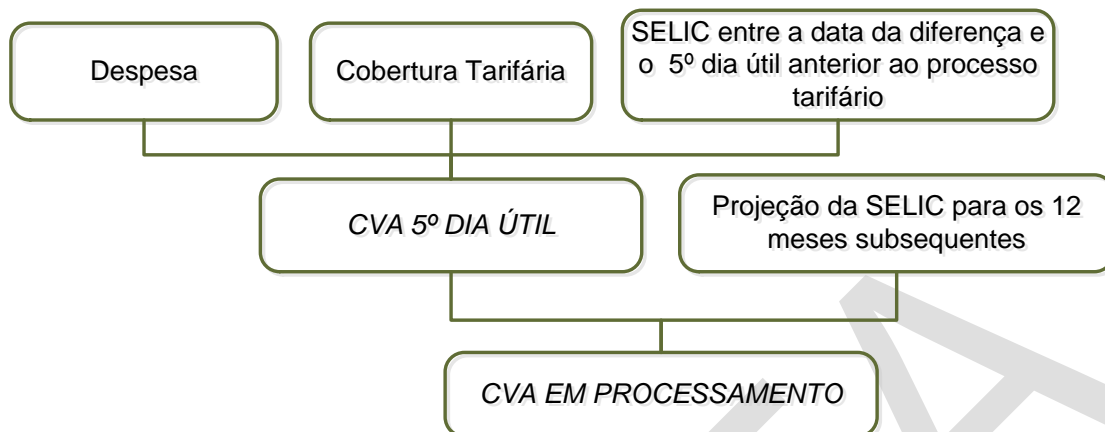 Despesa
Cobertura Tarifária
SELIC entre a data da diferença e
o 5º dia útil anterior ao processo
tarifário
CVA 5º DIA ÚTIL
Projeção da SELIC para os 12
meses subsequentes
CVA EM PROCESSAMENTO